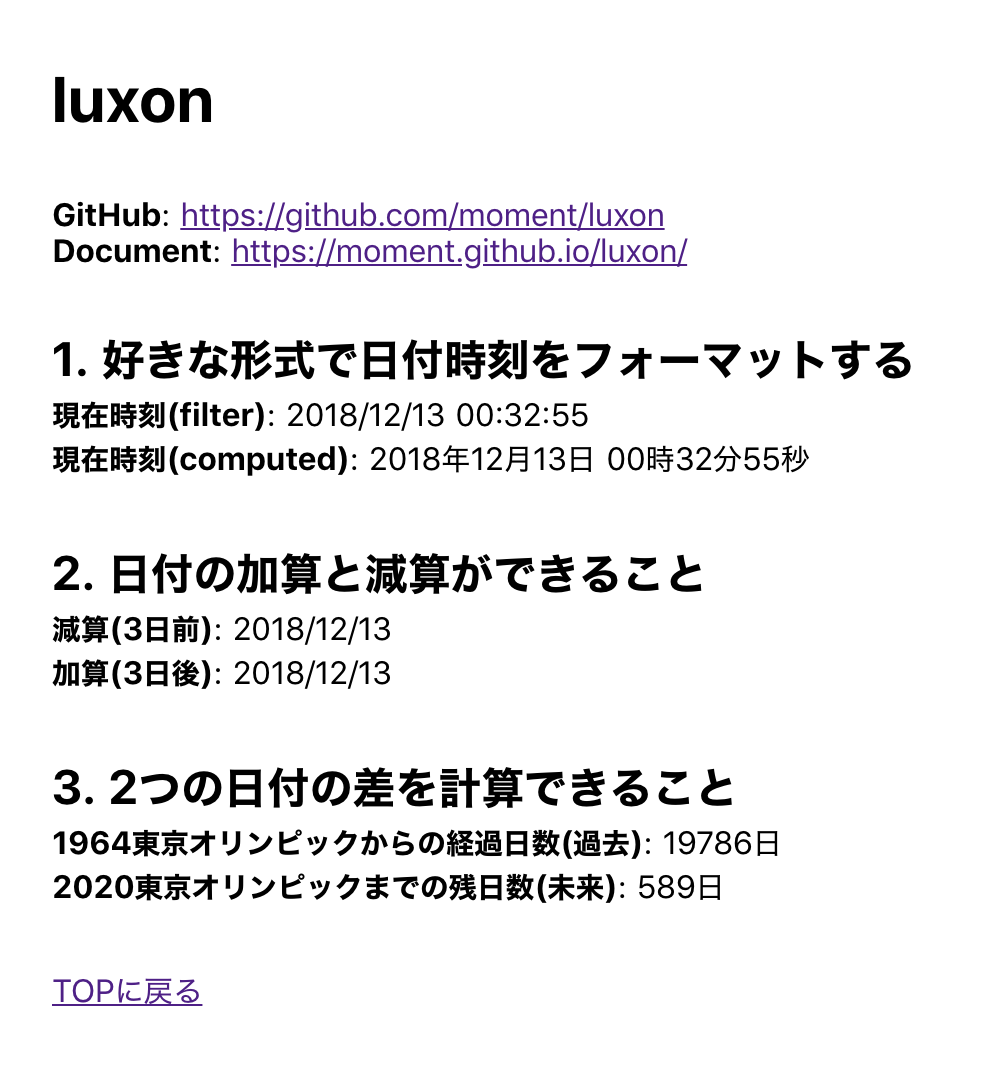 luxon
GitHub: https://github.com/moment/luxon
Document: https://moment.github.io/luxon/
1. 好きな形式で日付時刻をフォーマットする
現在時刻(filter): 2018/12/13 00:32:55
現在時刻(computed): 2018年12月13日 00時32分55秒
2. 日付の加算と減算ができること
減算(3日前): 2018/12/13
加算(3日後): 2018/12/13
3. 2つの日付の差を計算できること
1964東京オリンピックからの経過日数(過去): 19786日
2020東京オリンピックまでの残日数(未来): 589日
TOPに戻る